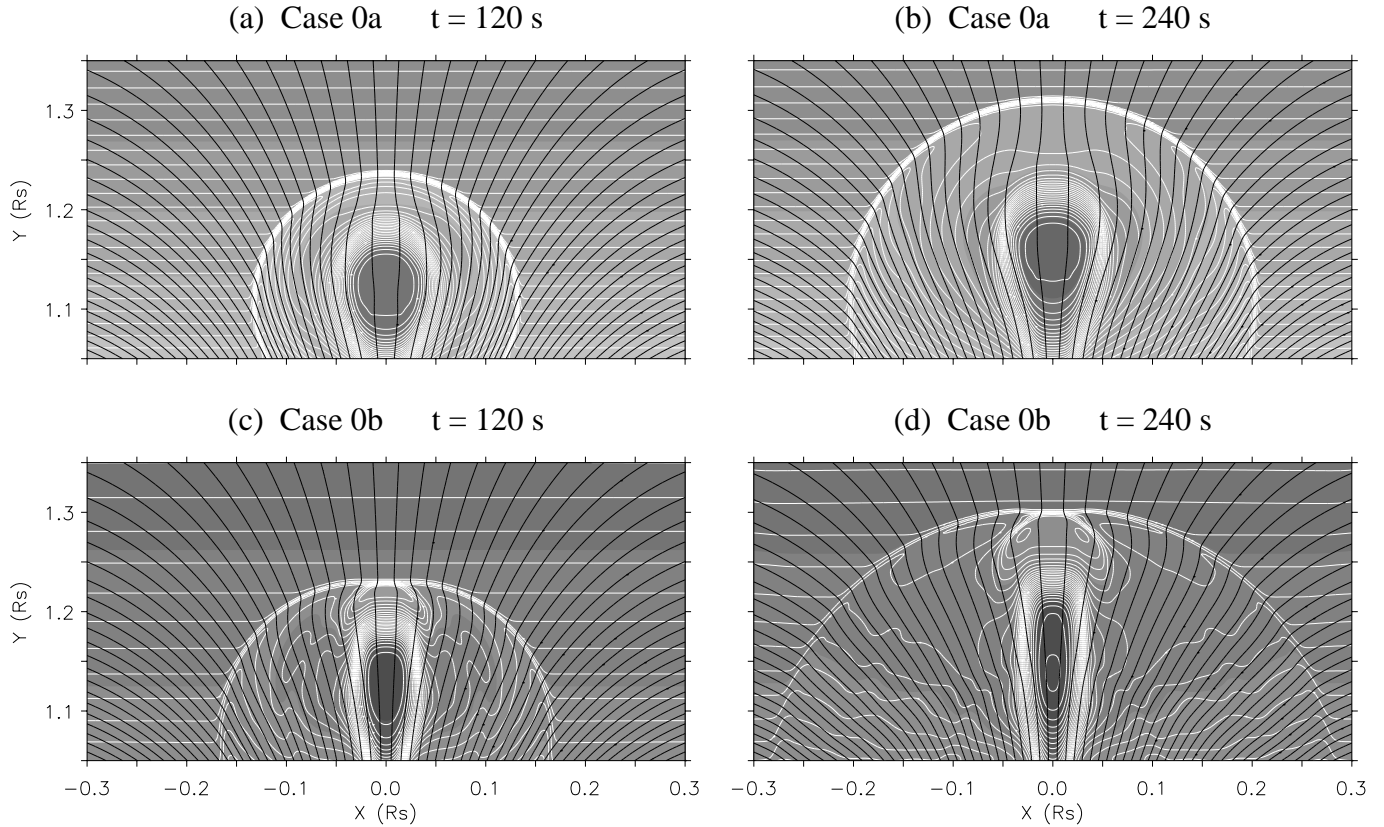 (a) Case 0a t = 120 s
(b) Case 0a t = 240 s
1.3
1.2
1.1
Y (Rs)
(c) Case 0b t = 120 s
(d) Case 0b t = 240 s
1.3
1.2
1.1
Y (Rs)
−0.3 −0.2 −0.1 0.0 0.1 0.2 0.3
X (Rs)
−0.3 −0.2 −0.1 0.0 0.1 0.2 0.3
X (Rs)